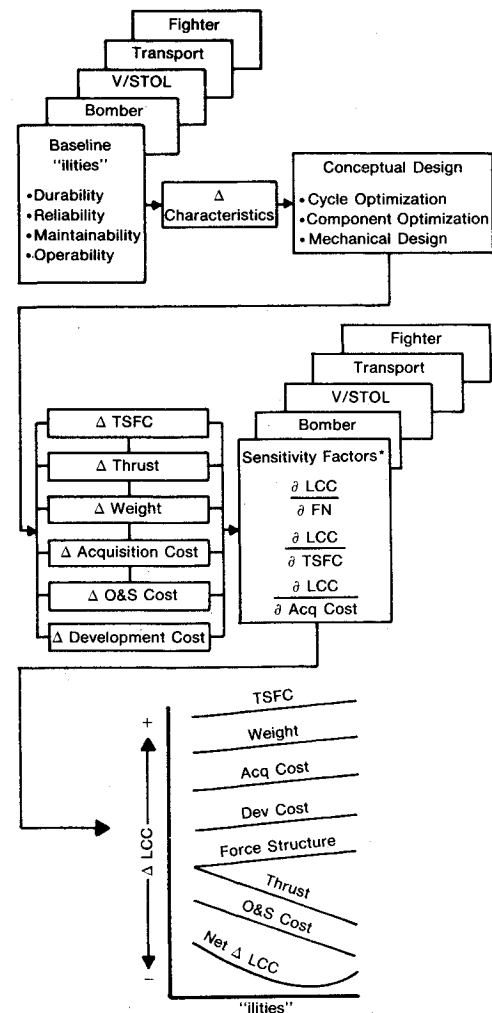 Fighter
Transport
V/STOL
Bomber
Baseline
"ilities"
•Durability
•Reliability
•Maintainability
•Operability
Δ
Characteristics
Conceptual Design
•Cycle Optimization
•Component Optimization
•Mechanical Design
Fighter
Transport
V/STOL
Bomber
Sensitivity Factors*
∂ LCC
∂ FN
∂ LCC
∂ TSFC
∂ LCC
∂ Acq Cost
Δ TSFC
Δ Thrust
Δ Weight
Δ Acquisition Cost
Δ O&S Cost
Δ Development Cost
+
Δ LCC
−
TSFC
Weight
Acq Cost
Dev Cost
Force Structure
Thrust
O&S Cost
Net Δ LCC
"ilities"